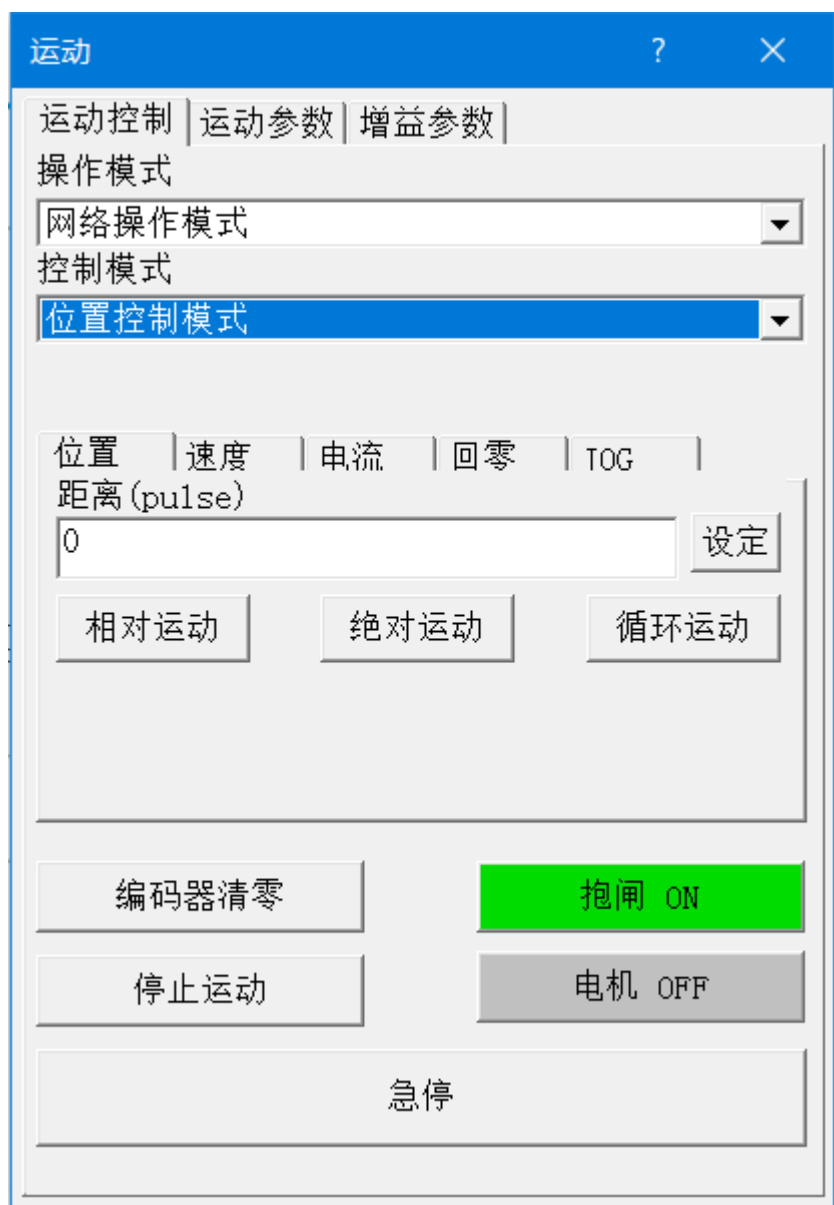 运动 ? ×
运动控制 运动参数 增益参数
操作模式
网络操作模式
控制模式
位置控制模式
位置 速度 电流 回零 TOG
距离(pulse)
0 设定
相对运动 绝对运动 循环运动
编码器清零 抱闸 ON
停止运动 电机 OFF
急停